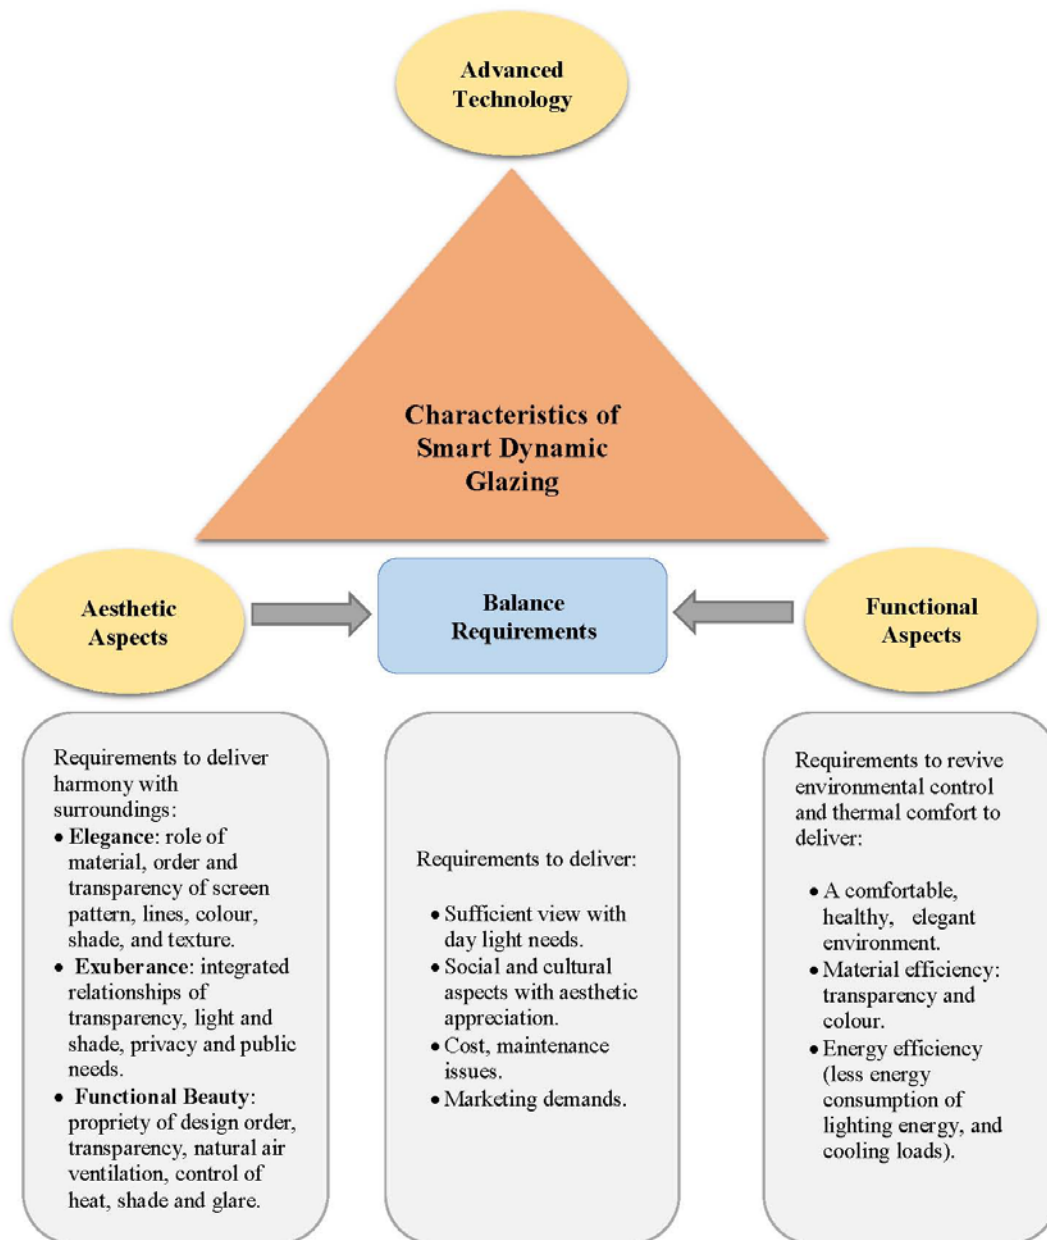 Advanced
Technology
Characteristics of
Smart Dynamic
Glazing
Aesthetic
Aspects
Balance
Requirements
Functional
Aspects
Requirements to deliver
harmony with
surroundings:
• Elegance: role of
material, order and
transparency of screen
pattern, lines, colour,
shade, and texture.
• Exuberance: integrated
relationships of
transparency, light and
shade, privacy and public
needs.
• Functional Beauty:
propriety of design order,
transparency, natural air
ventilation, control of
heat, shade and glare.
Requirements to deliver:
• Sufficient view with
day light needs.
• Social and cultural
aspects with aesthetic
appreciation.
• Cost, maintenance
issues.
• Marketing demands.
Requirements to revive
environmental control
and thermal comfort to
deliver:
• A comfortable,
healthy, elegant
environment.
• Material efficiency:
transparency and
colour.
• Energy efficiency
(less energy
consumption of
lighting energy, and
cooling loads).